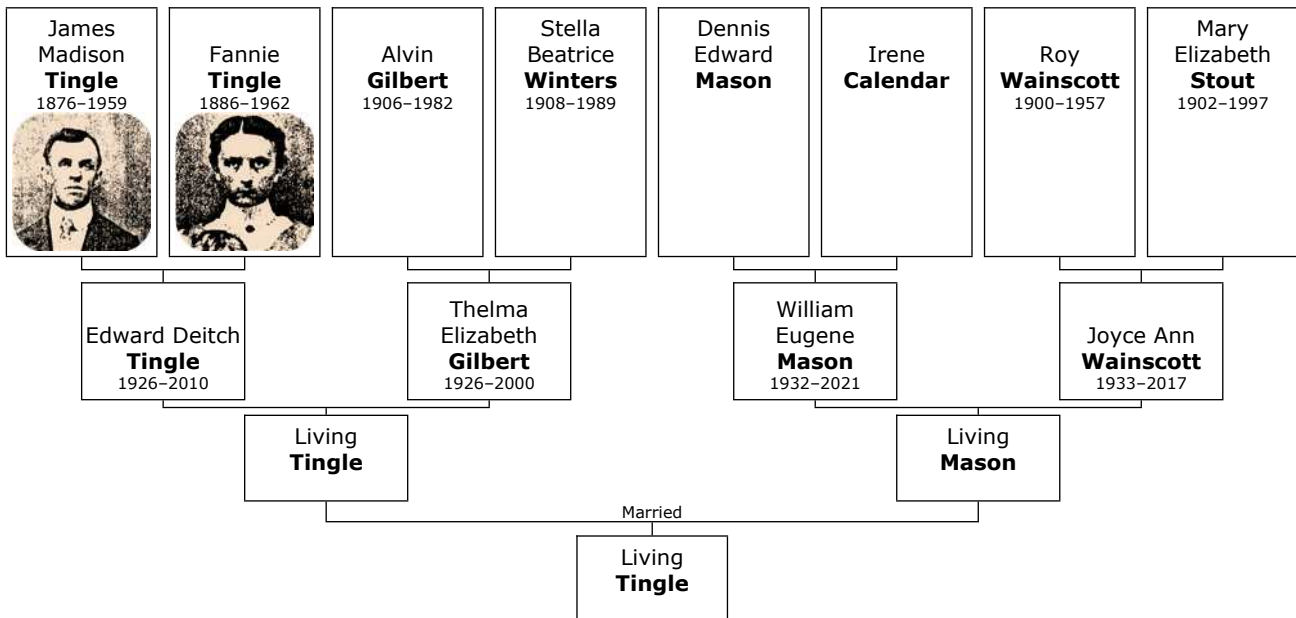 James
Madison
Tingle
1876–1959
Fannie
Tingle
1886–1962
Alvin
Gilbert
1906–1982
Stella
Beatrice
Winters
1908–1989
Dennis
Edward
Mason
Irene
Calendar
Roy
Wainscott
1900–1957
Mary
Elizabeth
Stout
1902–1997
Edward Deitch
Tingle
1926–2010
Thelma
Elizabeth
Gilbert
1926–2000
William
Eugene
Mason
1932–2021
Joyce Ann
Wainscott
1933–2017
Living
Tingle
Living
Mason
Married
Living
Tingle